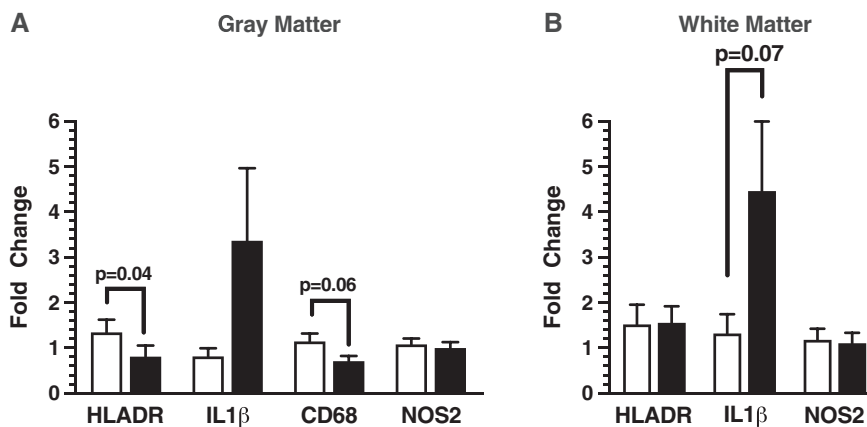 A
Gray Matter
Fold Change
6
5
4
3
2
1
0
p=0.04
p=0.06
HLADR
IL1β
CD68
NOS2
B
White Matter
p=0.07
Fold Change
6
5
4
3
2
1
0
HLADR
IL1β
NOS2